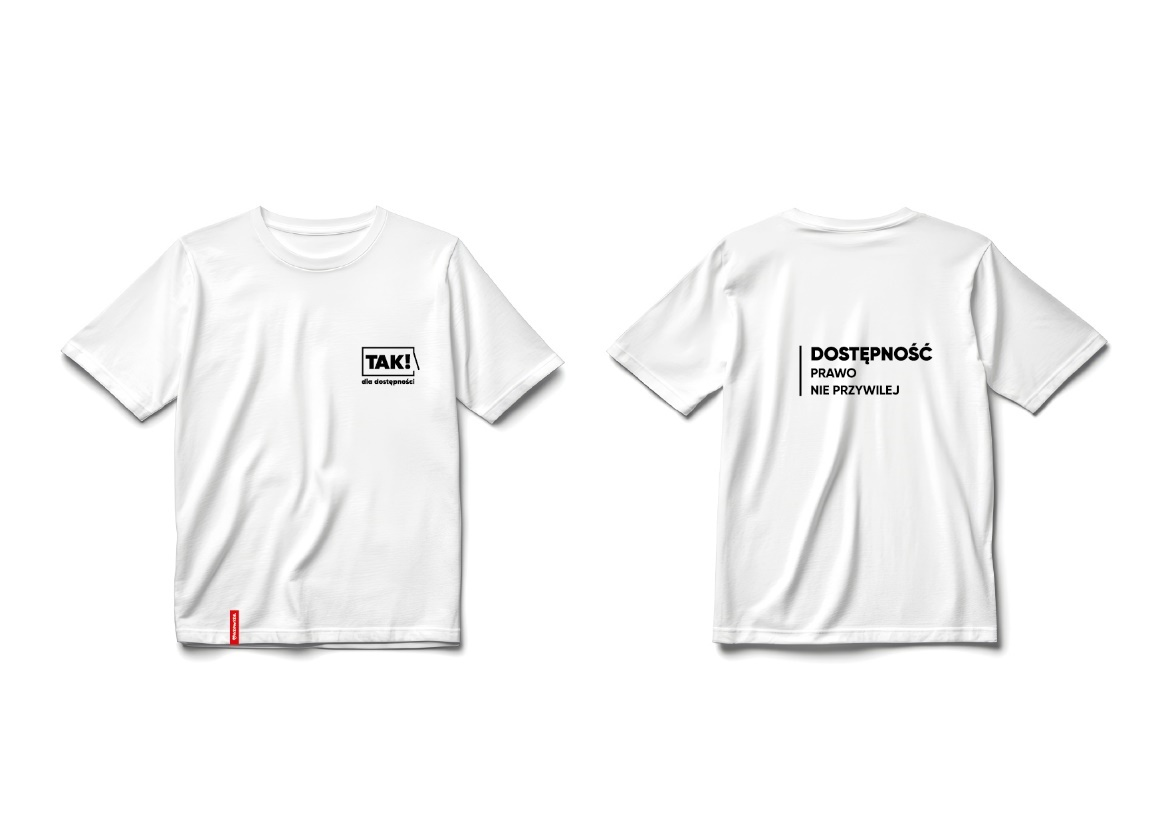 TAK!
dla dostępności
DOSTĘPNOŚĆ
PRAWO
NIE PRZYWILEJ